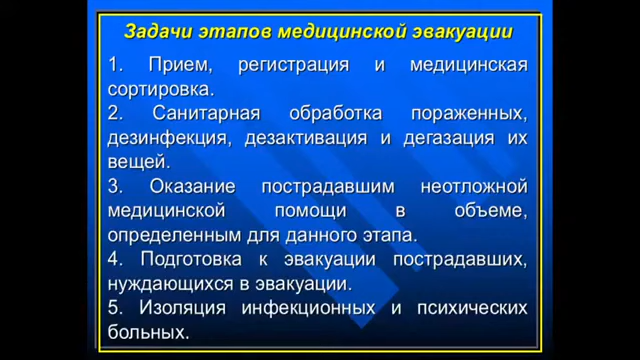 Задачи этапов медицинской эвакуации
1. Прием, регистрация и медицинская
сортировка.
2. Санитарная обработка пораженных,
дезинфекция, дезактивация и дегазация их
вещей.
3. Оказание пострадавшим неотложной
медицинской помощи в объеме,
определенным для данного этапа.
4. Подготовка к эвакуации пострадавших,
нуждающихся в эвакуации.
5. Изоляция инфекционных и психических
больных.